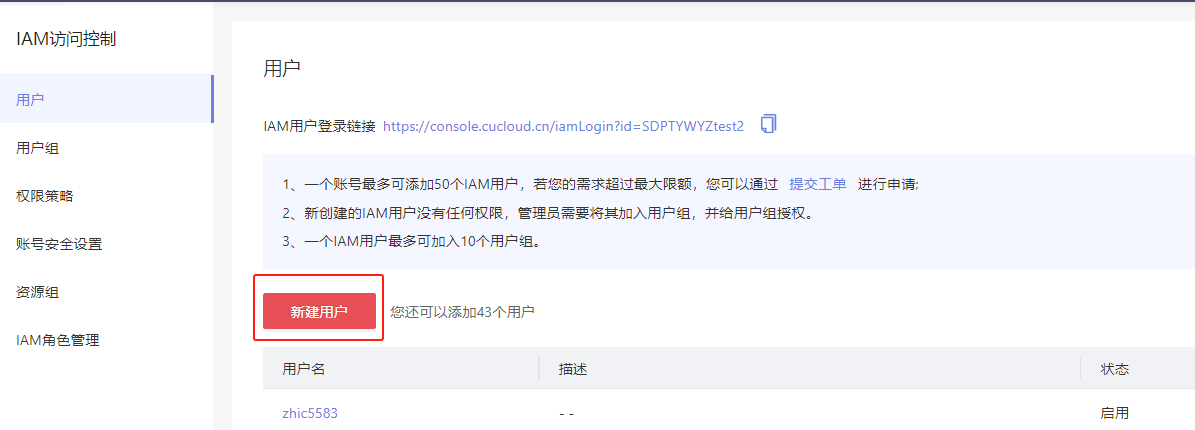 IAM访问控制
用户
用户组
权限策略
账号安全设置
资源组
IAM角色管理
用户
IAM用户登录链接 https://console.cucloud.cn/iamLogin?id=SDPTYWYZtest2
1、一个账号最多可添加50个IAM用户，若您的需求超过最大限额，您可以通过 提交工单 进行申请;
2、新创建的IAM用户没有任何权限，管理员需要将其加入用户组，并给用户组授权。
3、一个IAM用户最多可加入10个用户组。
新建用户 您还可以添加43个用户
用户名 描述 状态
zhic5583 - - 启用